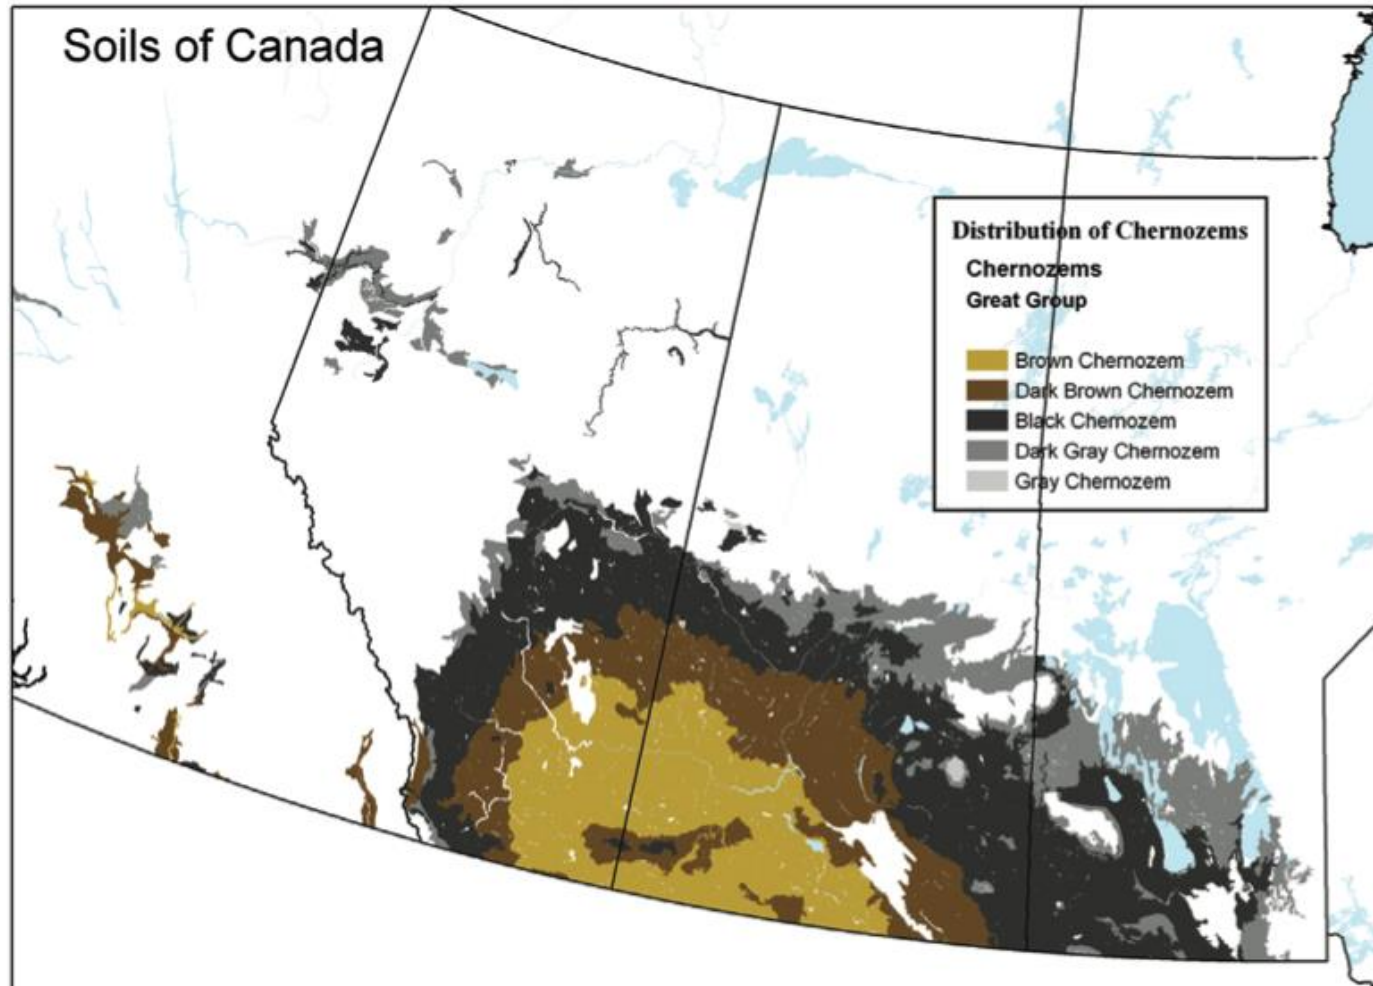 Soils of Canada
Distribution of Chernozems
Chernozems
Great Group
Brown Chernozem
Dark Brown Chernozem
Black Chernozem
Dark Gray Chernozem
Gray Chernozem